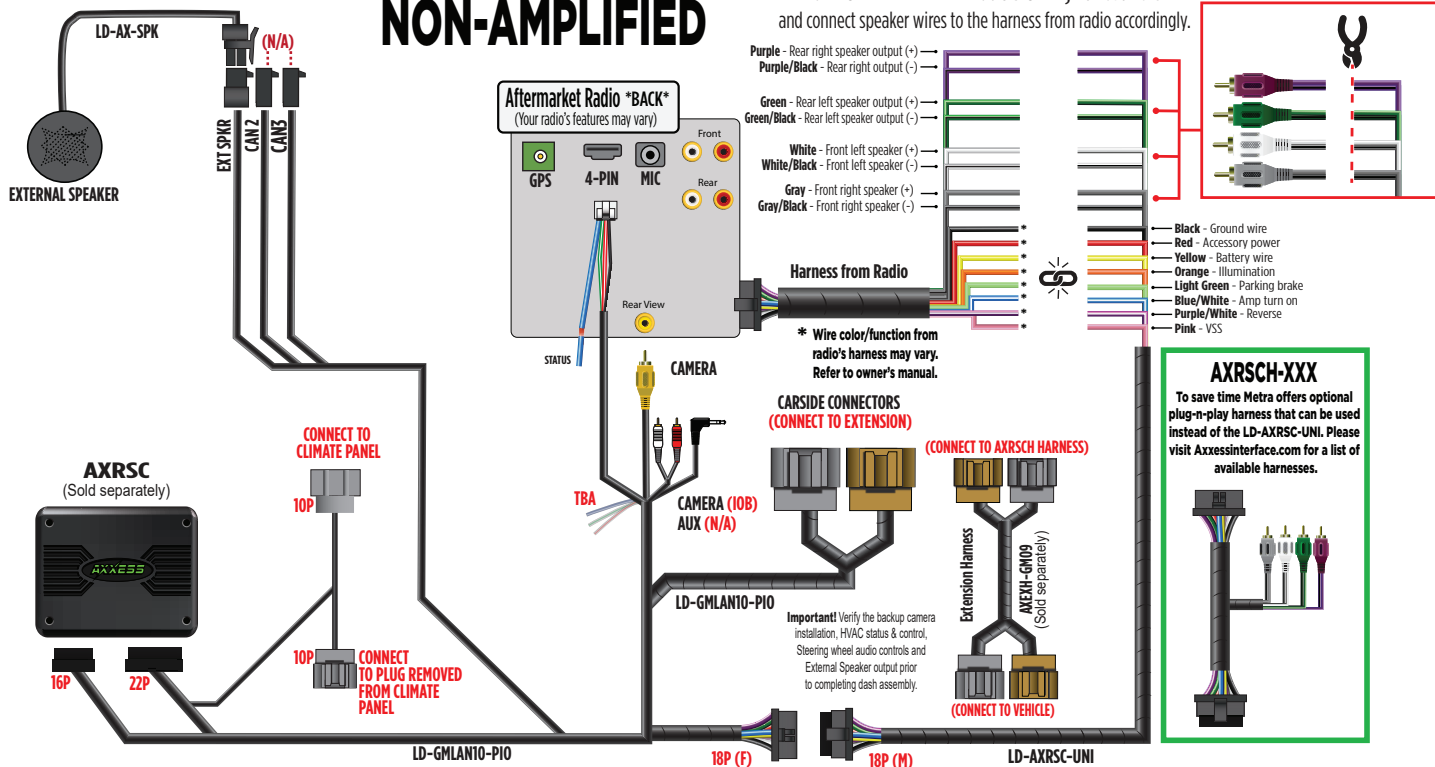 NON-AMPLIFIED
and connect speaker wires to the harness from radio accordingly.
LD-AX-SPK
(N/A)
EXT SPKR
CAN 2
CAN3
EXTERNAL SPEAKER
Aftermarket Radio *BACK*
(Your radio's features may vary)
GPS
4-PIN
MIC
Front
Rear
Rear View
STATUS
Purple - Rear right speaker output (+)
Purple/Black - Rear right output (-)
Green - Rear left speaker output (+)
Green/Black - Rear left speaker output (-)
White - Front left speaker (+)
White/Black - Front left speaker (-)
Gray - Front right speaker (+)
Gray/Black - Front right speaker (-)
Harness from Radio
*
*
*
*
*
*
*
*
* Wire color/function from
radio's harness may vary.
Refer to owner's manual.
Black - Ground wire
Red - Accessory power
Yellow - Battery wire
Orange - Illumination
Light Green - Parking brake
Blue/White - Amp turn on
Purple/White - Reverse
Pink - VSS
CAMERA
TBA
CAMERA (IOB)
AUX (N/A)
CARSIDE CONNECTORS
(CONNECT TO EXTENSION)
(CONNECT TO AXRSCH HARNESS)
Extension Harness
AXEXH-GM09
(Sold separately)
(CONNECT TO VEHICLE)
LD-GMLAN10-PIO
Important! Verify the backup camera
installation, HVAC status & control,
Steering wheel audio controls and
External Speaker output prior
to completing dash assembly.
AXRSCH-XXX
To save time Metra offers optional
plug-n-play harness that can be used
instead of the LD-AXRSC-UNI. Please
visit Axxessinterface.com for a list of
available harnesses.
CONNECT TO
CLIMATE PANEL
10P
AXRSC
(Sold separately)
AXXESS
16P
22P
10P
CONNECT
TO PLUG REMOVED
FROM CLIMATE
PANEL
LD-GMLAN10-PIO
18P (F)
18P (M)
LD-AXRSC-UNI